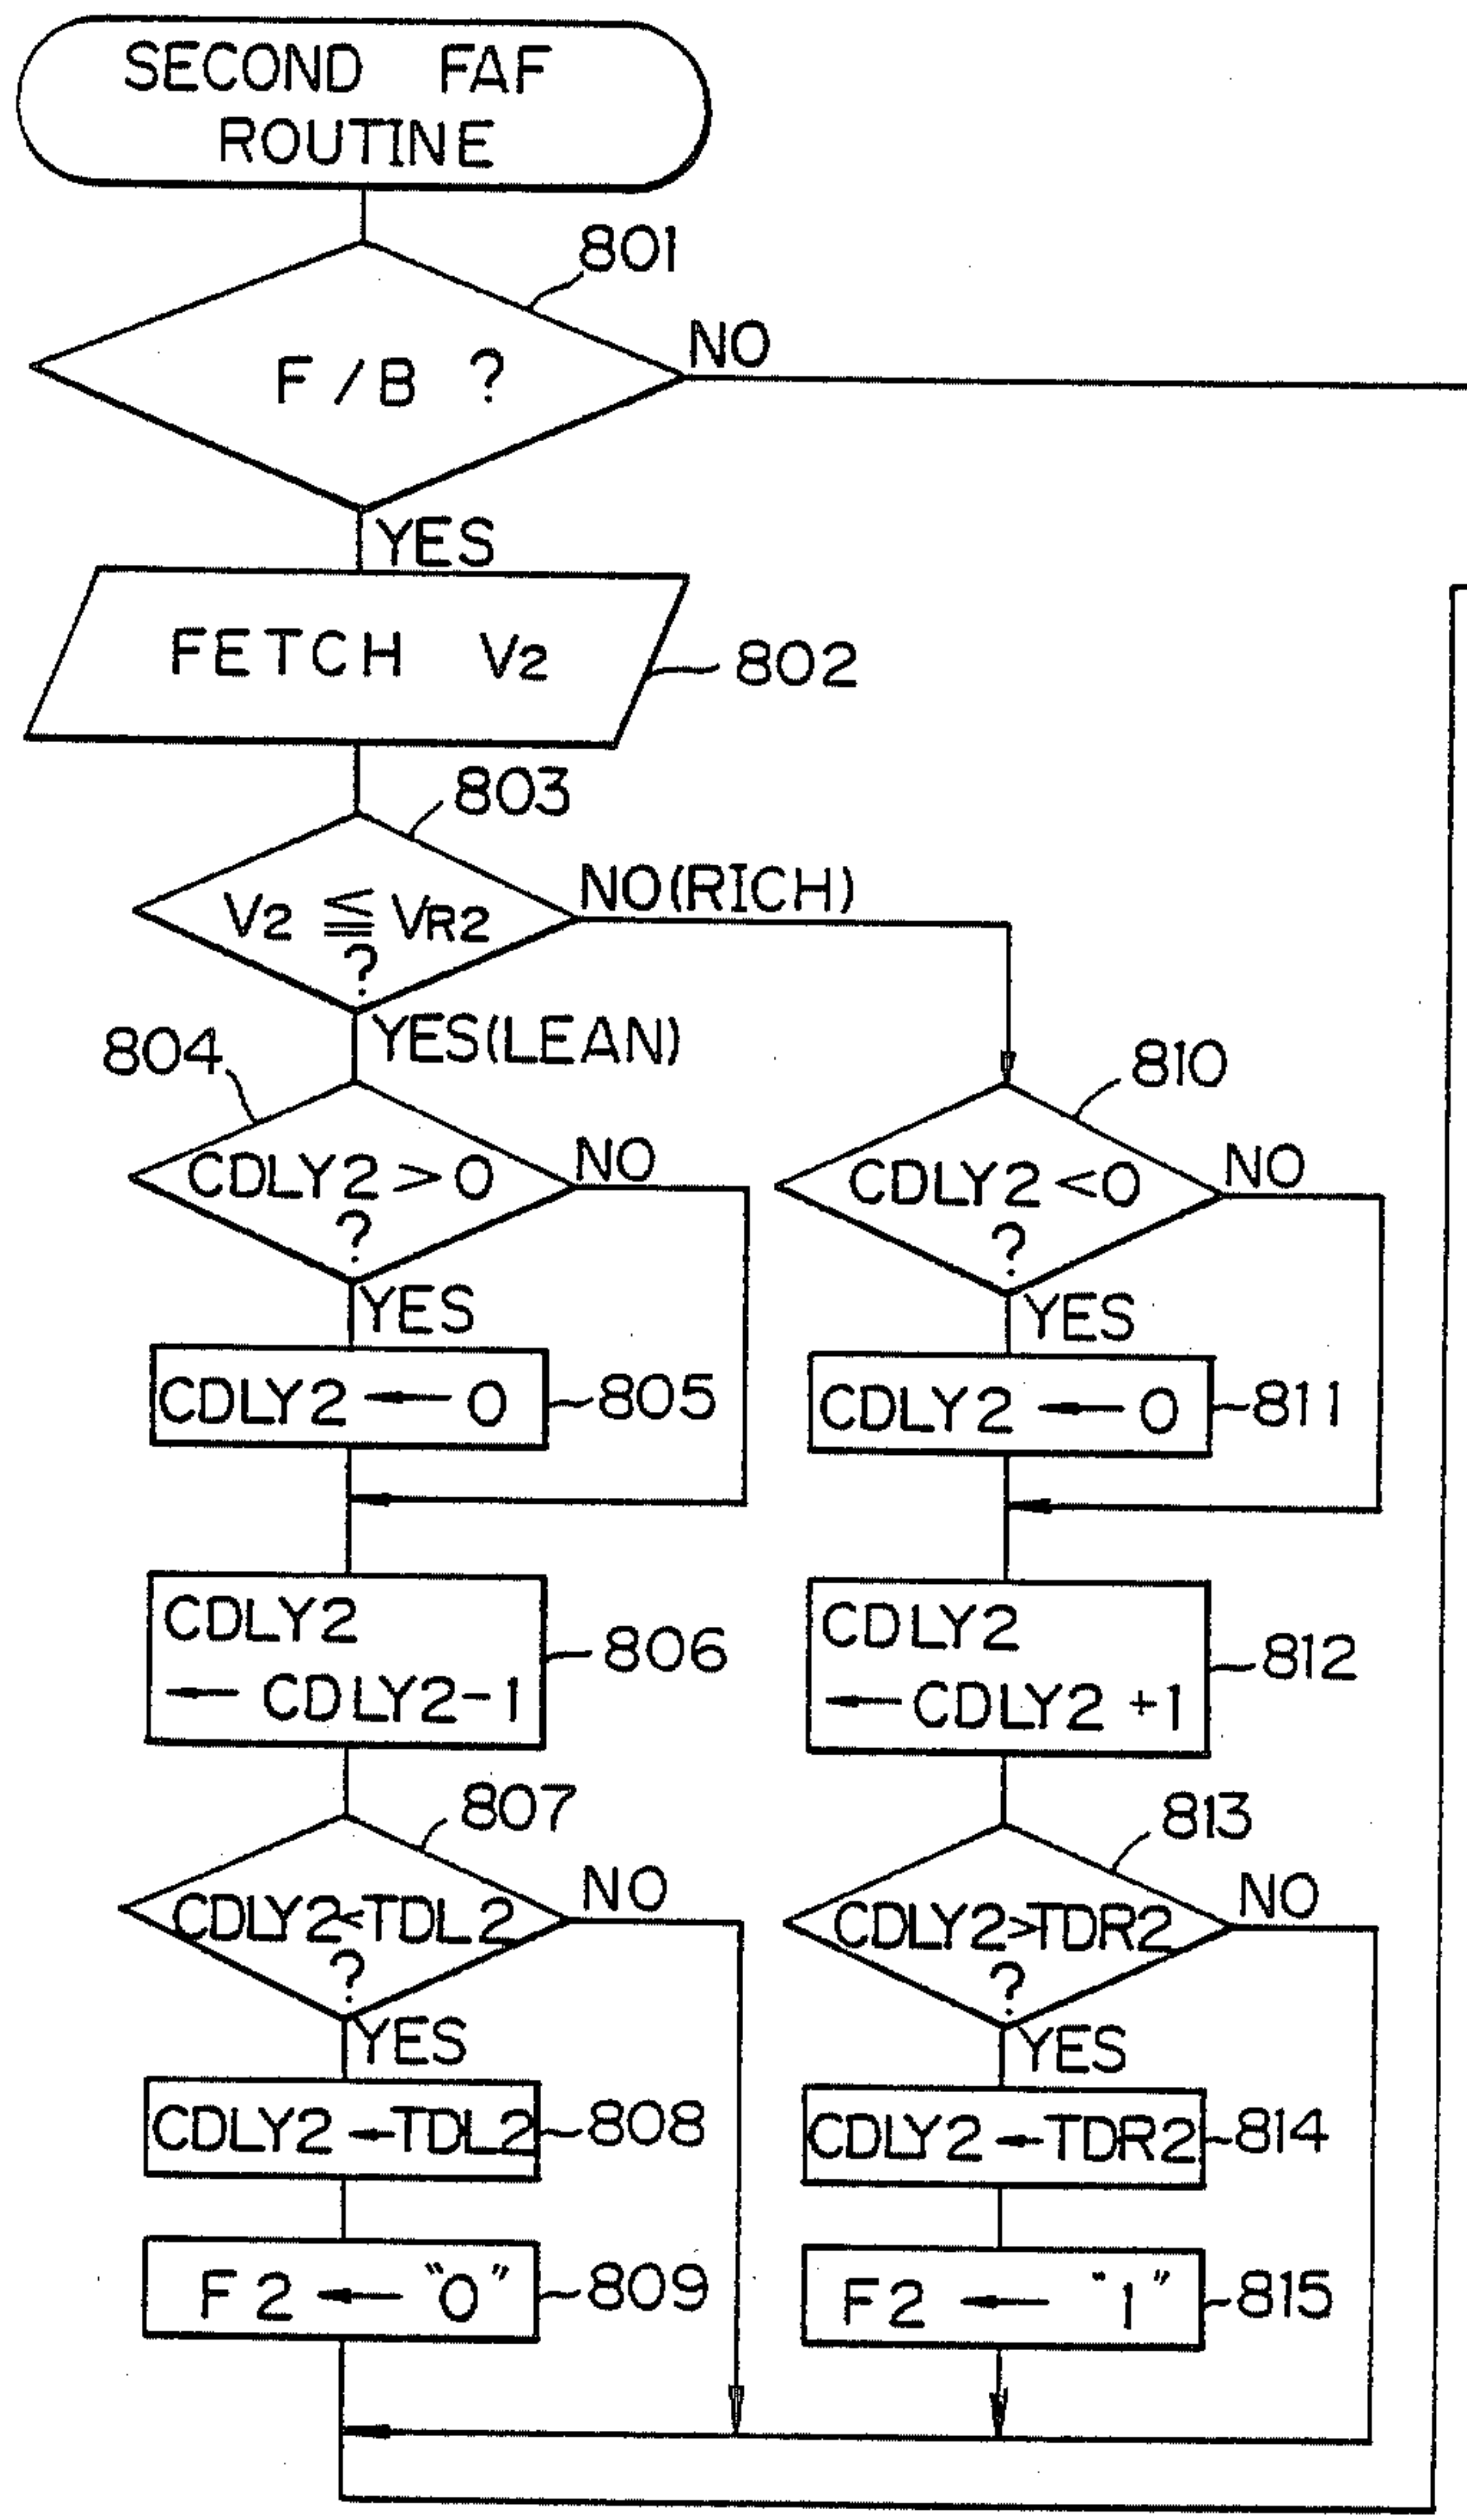 SECOND FAF
ROUTINE
801
F/B ?
NO
YES
FETCH V2
802
803
V2 ≦ VR2
?
NO(RICH)
YES(LEAN)
804
CDLY2>0
?
NO
YES
CDLY2 ← 0
805
CDLY2
← CDLY2-1
806
807
CDLY2<TDL2
?
NO
YES
CDLY2 ←TDL2
808
F2 ← "0"
809
810
CDLY2<0
?
NO
YES
CDLY2 ← 0
811
CDLY2
← CDLY2+1
812
813
CDLY2>TDR2
?
NO
YES
CDLY2 ←TDR2
814
F2 ← "1"
815